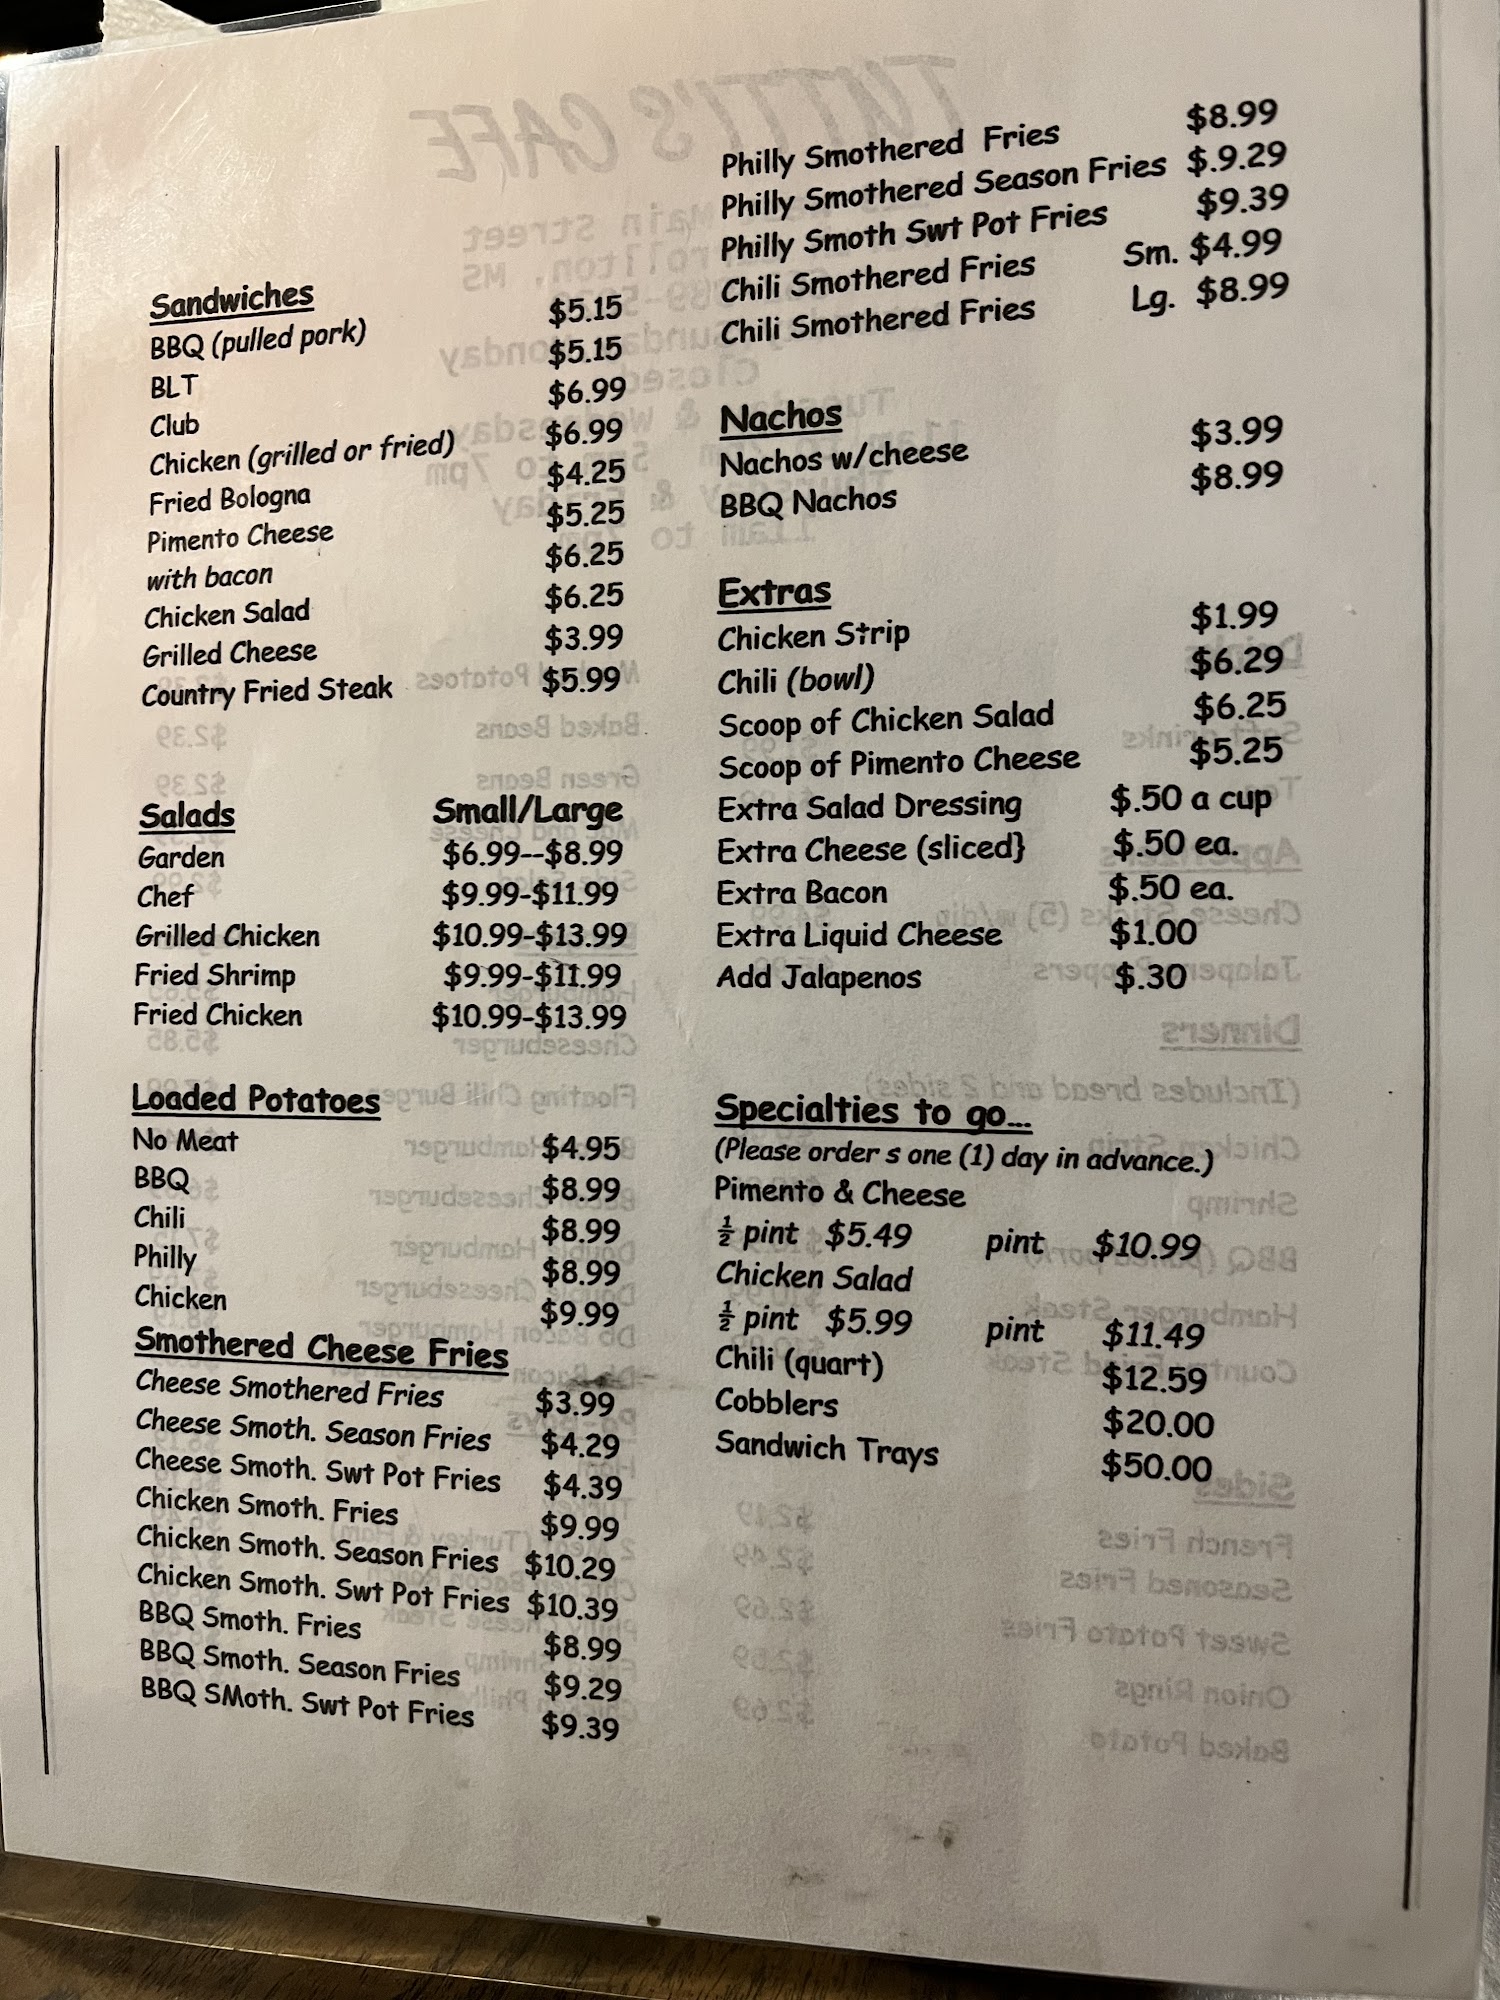 Sandwiches
BBQ (pulled pork) $5.15
BLT $5.15
Club $6.99
Chicken (grilled or fried) $6.99
Fried Bologna $4.25
Pimento Cheese $5.25
with bacon $6.25
Chicken Salad $6.25
Grilled Cheese $3.99
Country Fried Steak $5.99
Salads Small/Large
Garden $6.99--$8.99
Chef $9.99-$11.99
Grilled Chicken $10.99-$13.99
Fried Shrimp $9.99-$11.99
Fried Chicken $10.99-$13.99
Loaded Potatoes
No Meat $4.95
BBQ $8.99
Chili $8.99
Philly $8.99
Chicken $9.99
Smothered Cheese Fries
Cheese Smothered Fries $3.99
Cheese Smoth. Season Fries $4.29
Cheese Smoth. Swt Pot Fries $4.39
Chicken Smoth. Fries $9.99
Chicken Smoth. Season Fries $10.29
Chicken Smoth. Swt Pot Fries $10.39
BBQ Smoth. Fries $8.99
BBQ Smoth. Season Fries $9.29
BBQ SMoth. Swt Pot Fries $9.39
Philly Smothered Fries $8.99
Philly Smothered Season Fries $.9.29
Philly Smoth Swt Pot Fries $9.39
Chili Smothered Fries Sm. $4.99
Chili Smothered Fries Lg. $8.99
Nachos
Nachos w/cheese $3.99
BBQ Nachos $8.99
Extras
Chicken Strip $1.99
Chili (bowl) $6.29
Scoop of Chicken Salad $6.25
Scoop of Pimento Cheese $5.25
Extra Salad Dressing $.50 a cup
Extra Cheese (sliced} $.50 ea.
Extra Bacon $.50 ea.
Extra Liquid Cheese $1.00
Add Jalapenos $.30
Specialties to go...
(Please order s one (1) day in advance.)
Pimento & Cheese
½ pint $5.49 pint $10.99
Chicken Salad
½ pint $5.99 pint $11.49
Chili (quart) $12.59
Cobblers $20.00
Sandwich Trays $50.00